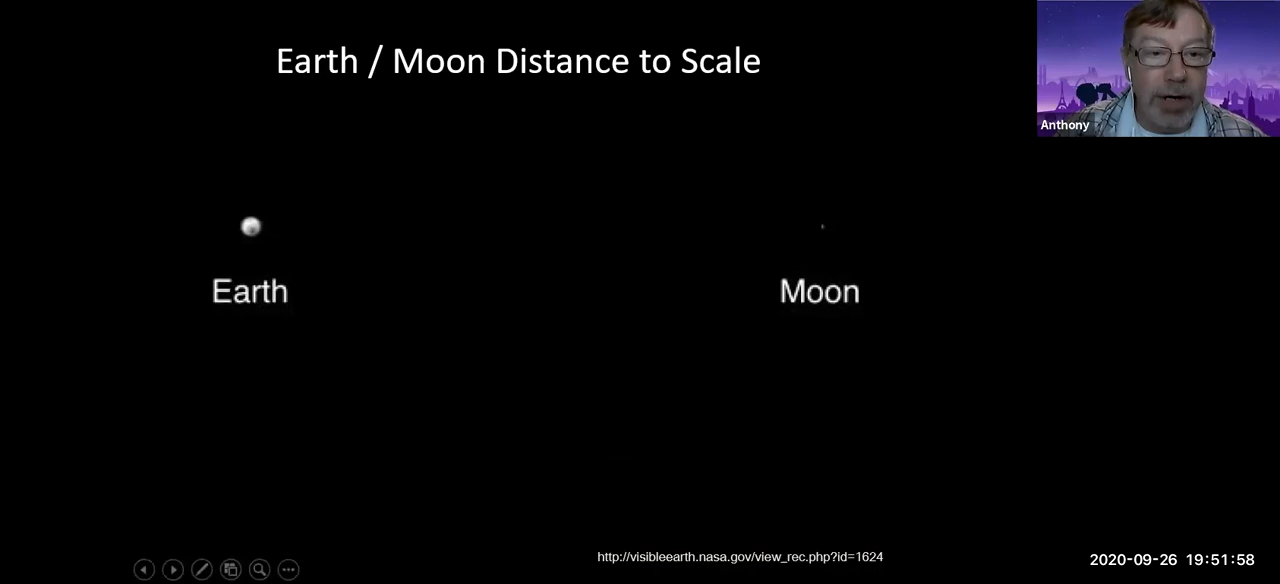 Earth / Moon Distance to Scale
Anthony
Earth
Moon
http://visibleearth.nasa.gov/view_rec.php?id=1624
2020-09-26 19:51:58